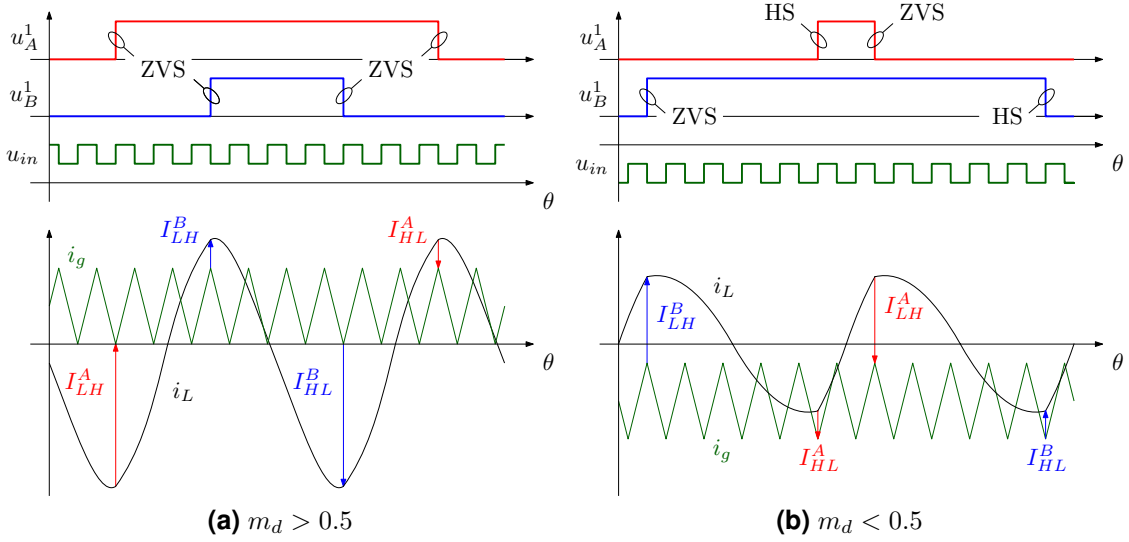 u_A^1
ZVS
ZVS
u_B^1
u_in
θ
i_g
I_LH^B
I_HL^A
I_LH^A
i_L
I_HL^B
θ
(a) m_d > 0.5
HS
ZVS
u_A^1
u_B^1
ZVS
HS
u_in
θ
i_L
I_LH^B
I_LH^A
θ
i_g
I_HL^A
I_HL^B
(b) m_d < 0.5